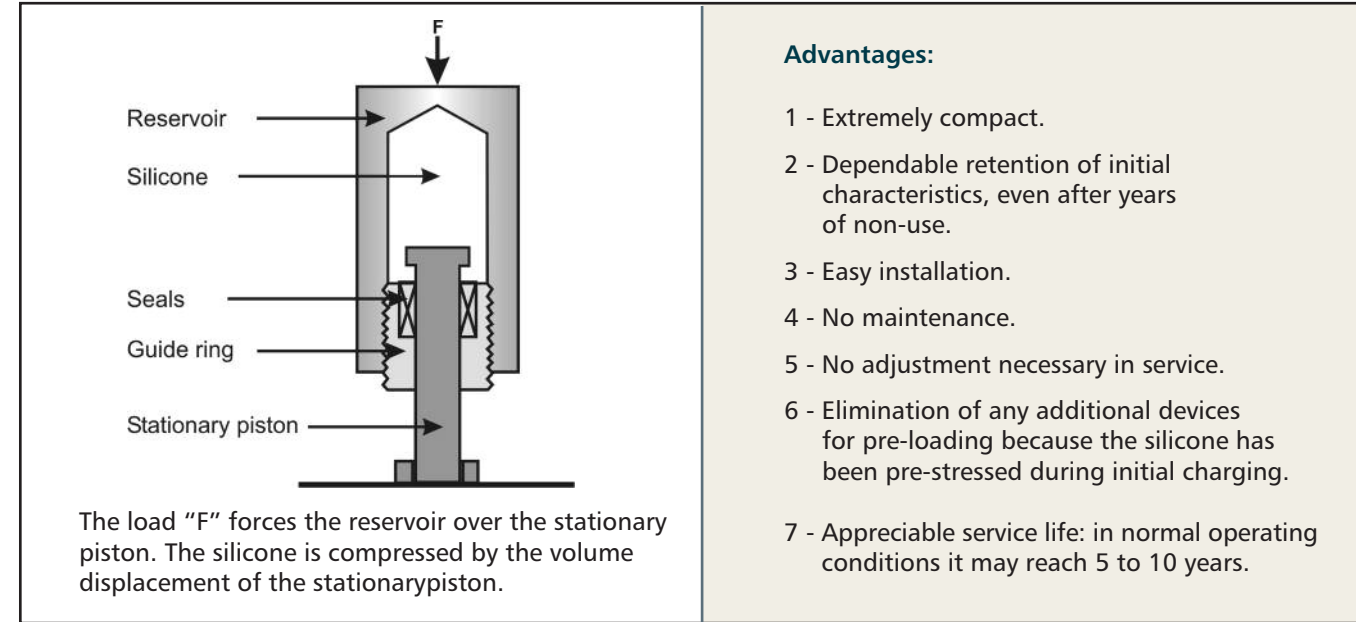 F
Reservoir
Silicone
Seals
Guide ring
Stationary piston
The load “F” forces the reservoir over the stationary
piston. The silicone is compressed by the volume
displacement of the stationarypiston.
Advantages:
1 - Extremely compact.
2 - Dependable retention of initial
characteristics, even after years
of non-use.
3 - Easy installation.
4 - No maintenance.
5 - No adjustment necessary in service.
6 - Elimination of any additional devices
for pre-loading because the silicone has
been pre-stressed during initial charging.
7 - Appreciable service life: in normal operating
conditions it may reach 5 to 10 years.